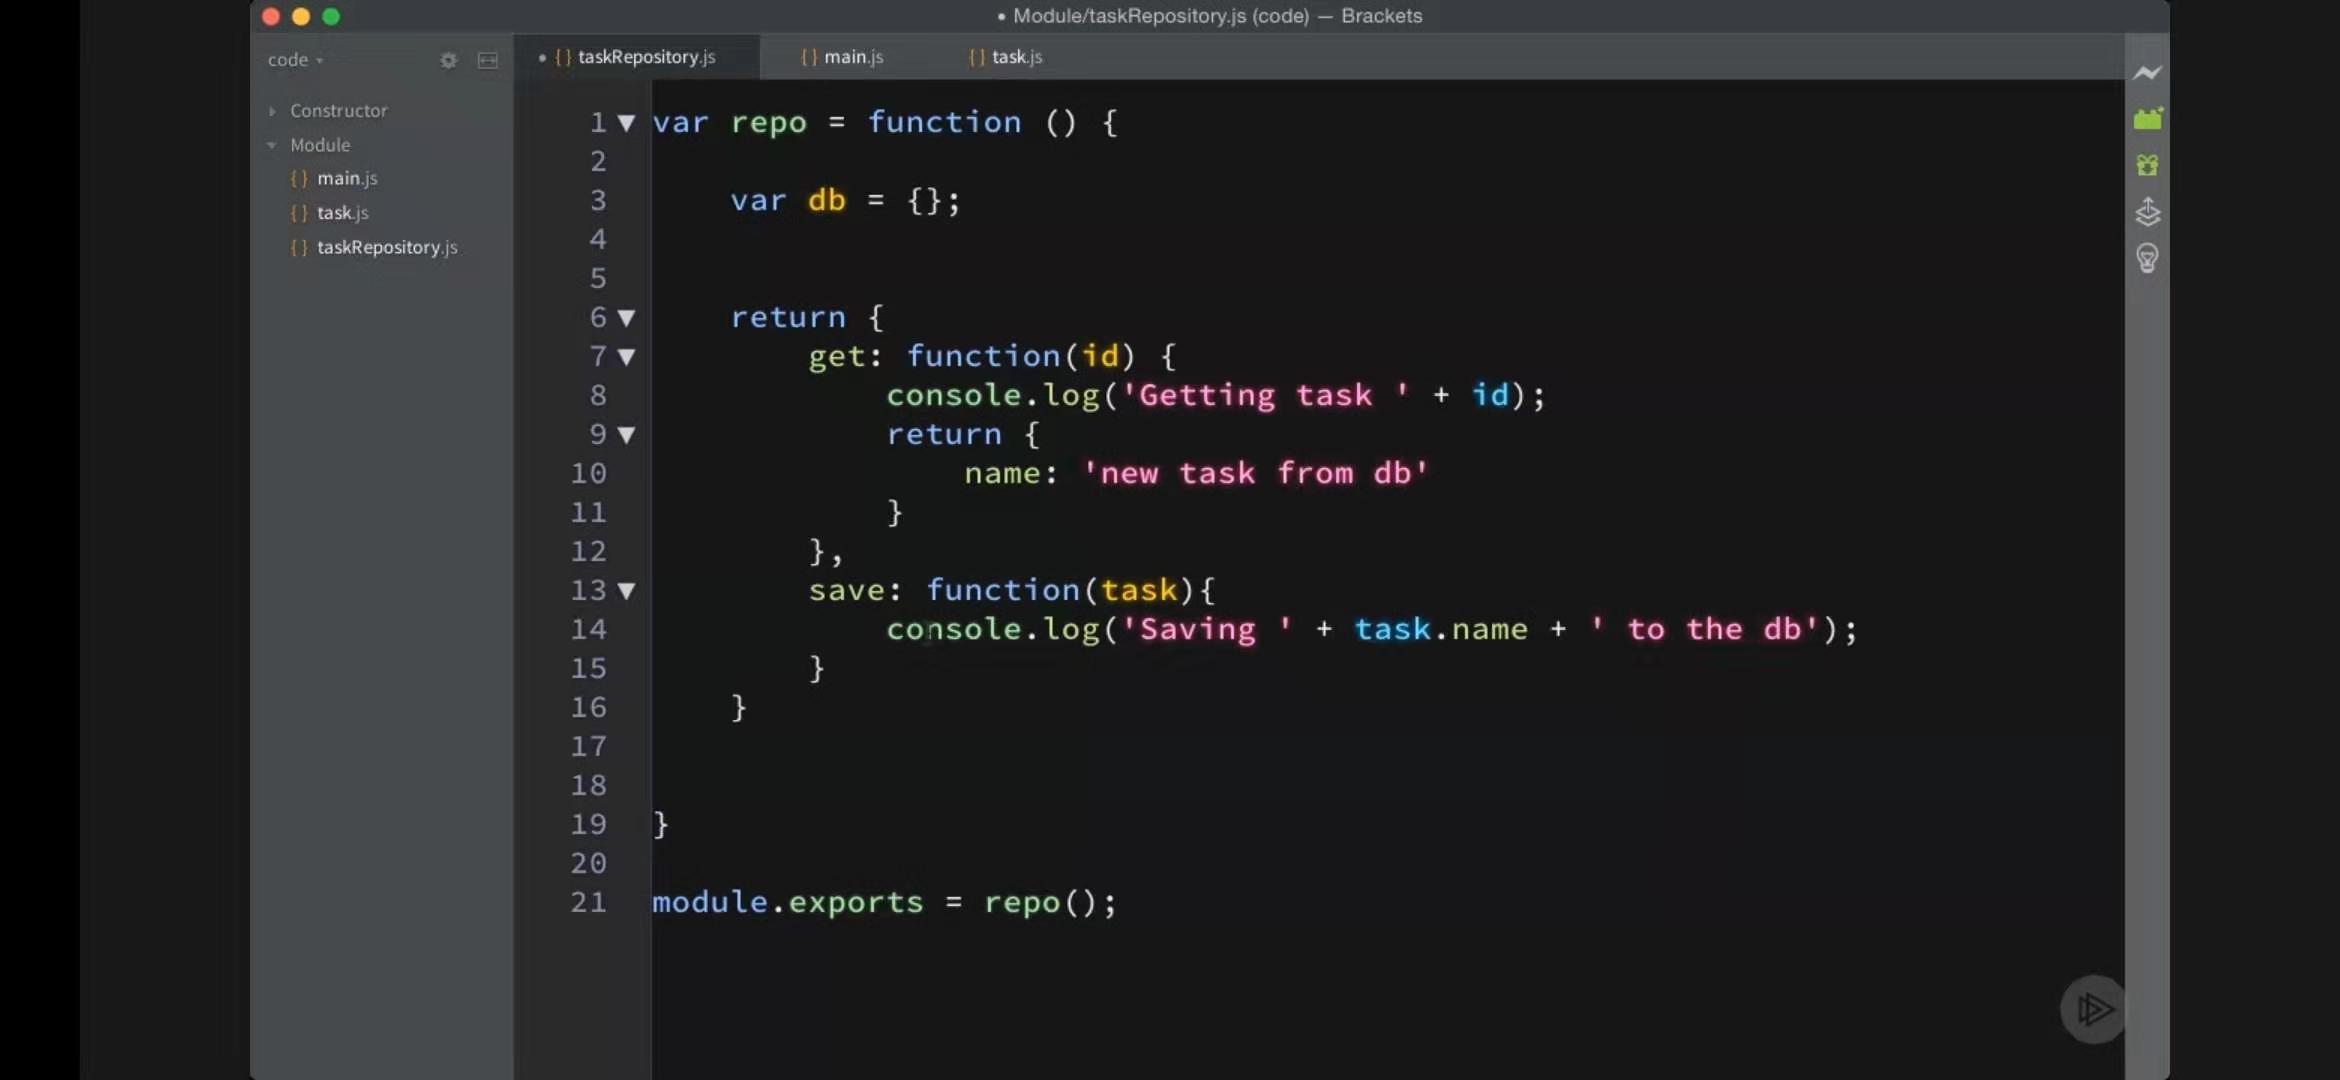 • Module/taskRepository.js (code) — Brackets
code
Constructor
Module
{} main.js
{} task.js
{} taskRepository.js
• {} taskRepository.js
{} main.js
{} task.js
1 var repo = function () {
2
3     var db = {};
4
5
6     return {
7         get: function(id) {
8             console.log('Getting task ' + id);
9             return {
10                 name: 'new task from db'
11             }
12         },
13         save: function(task){
14             console.log('Saving ' + task.name + ' to the db');
15         }
16     }
17
18
19 }
20
21 module.exports = repo();